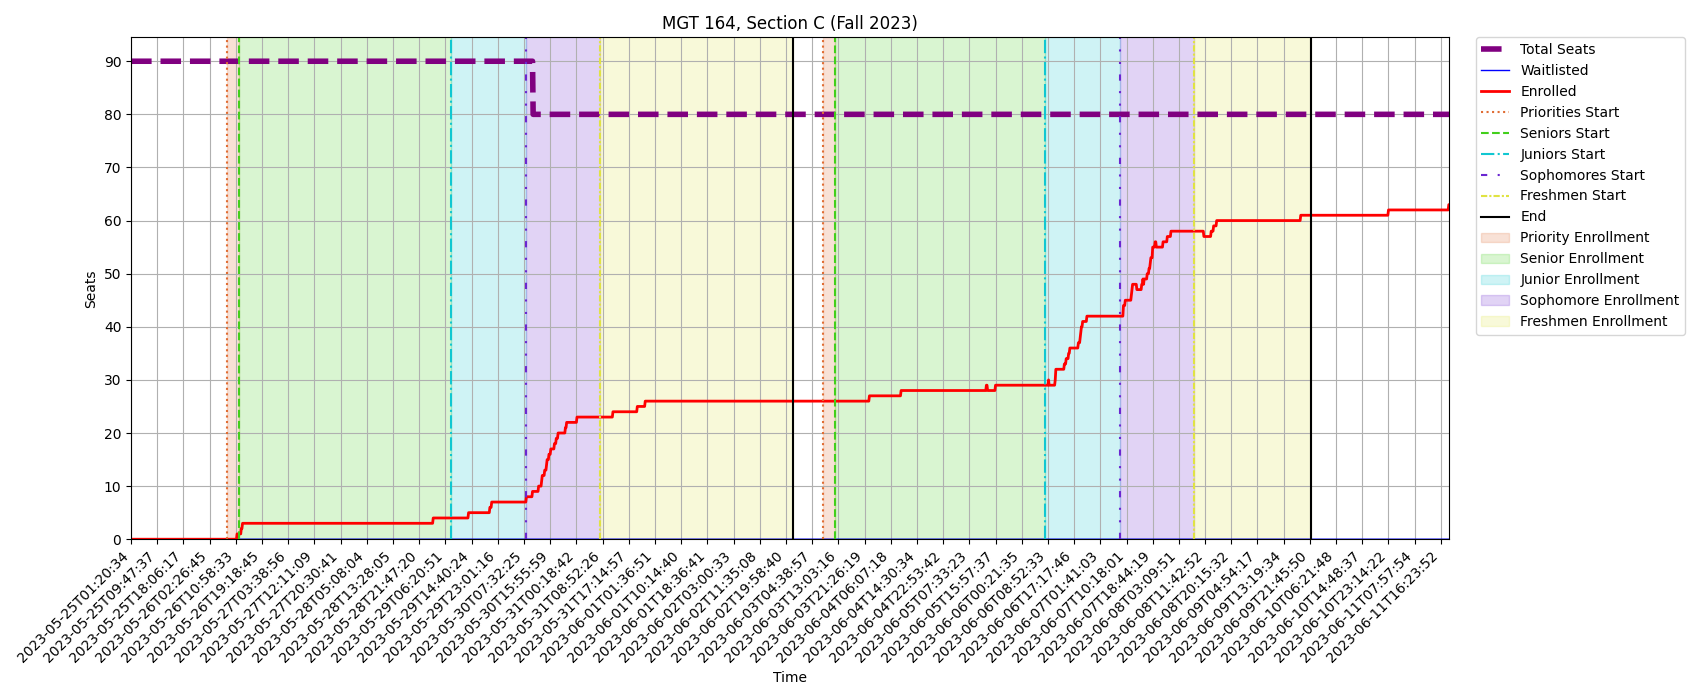 MGT 164, Section C (Fall 2023)
Seats
90
80
70
60
50
40
30
20
10
0
2023-05-25T01:20:34
2023-05-25T09:47:37
2023-05-25T18:06:17
2023-05-26T02:26:45
2023-05-26T10:58:33
2023-05-26T19:18:45
2023-05-27T03:38:56
2023-05-27T12:11:09
2023-05-27T20:30:41
2023-05-28T05:08:04
2023-05-28T13:28:05
2023-05-28T21:47:20
2023-05-29T06:20:51
2023-05-29T14:40:24
2023-05-29T23:01:16
2023-05-30T07:32:25
2023-05-30T15:55:59
2023-05-31T00:18:42
2023-05-31T08:52:26
2023-05-31T17:14:57
2023-06-01T01:36:51
2023-06-01T10:14:40
2023-06-01T18:36:41
2023-06-02T03:00:33
2023-06-02T11:35:08
2023-06-02T19:58:40
2023-06-03T04:38:57
2023-06-03T13:03:16
2023-06-03T21:26:19
2023-06-04T06:07:18
2023-06-04T14:30:34
2023-06-04T22:53:42
2023-06-05T07:33:23
2023-06-05T15:57:37
2023-06-06T00:21:35
2023-06-06T08:52:33
2023-06-06T17:17:46
2023-06-07T01:41:03
2023-06-07T10:18:01
2023-06-07T18:44:19
2023-06-08T03:09:51
2023-06-08T11:42:52
2023-06-08T20:15:32
2023-06-09T04:54:17
2023-06-09T13:19:34
2023-06-09T21:45:50
2023-06-10T06:21:48
2023-06-10T14:48:37
2023-06-10T23:14:22
2023-06-11T07:57:54
2023-06-11T16:23:52
Time
Total Seats
Waitlisted
Enrolled
Priorities Start
Seniors Start
Juniors Start
Sophomores Start
Freshmen Start
End
Priority Enrollment
Senior Enrollment
Junior Enrollment
Sophomore Enrollment
Freshmen Enrollment